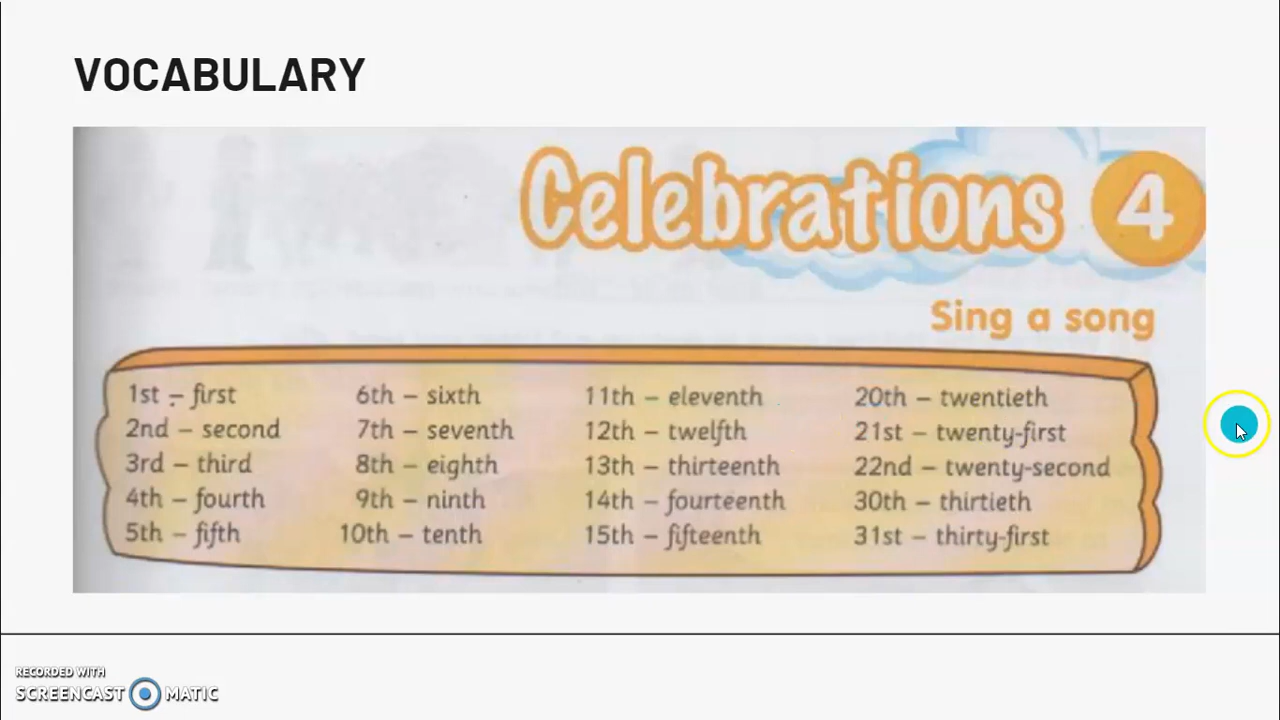 VOCABULARY
Celebrations 4
Sing a song
1st – first 6th – sixth 11th – eleventh 20th – twentieth
2nd – second 7th – seventh 12th – twelfth 21st – twenty-first
3rd – third 8th – eighth 13th – thirteenth 22nd – twenty-second
4th – fourth 9th – ninth 14th – fourteenth 30th – thirtieth
5th – fifth 10th – tenth 15th – fifteenth 31st – thirty-first
RECORDED WITH
SCREENCAST MATIC